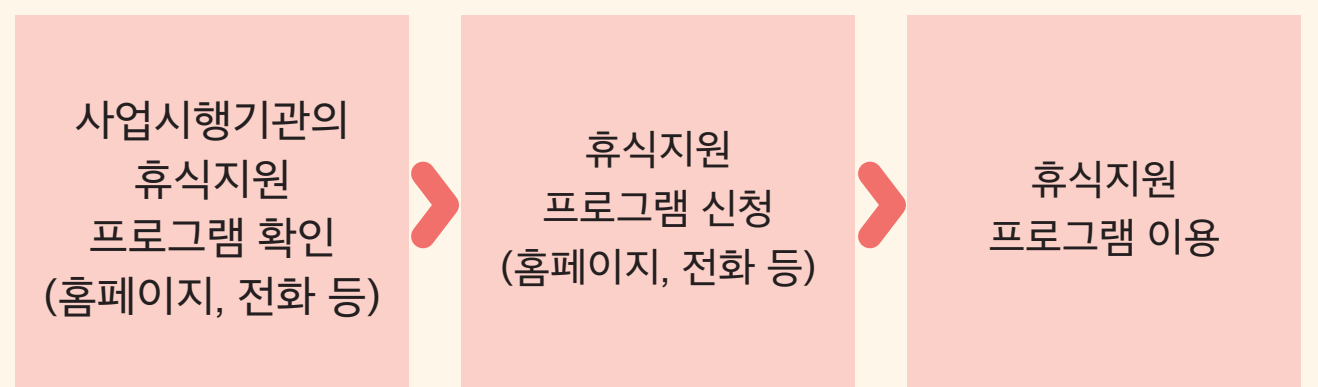 사업시행기관의
휴식지원
프로그램 확인
(홈페이지, 전화 등)
휴식지원
프로그램 신청
(홈페이지, 전화 등)
휴식지원
프로그램 이용